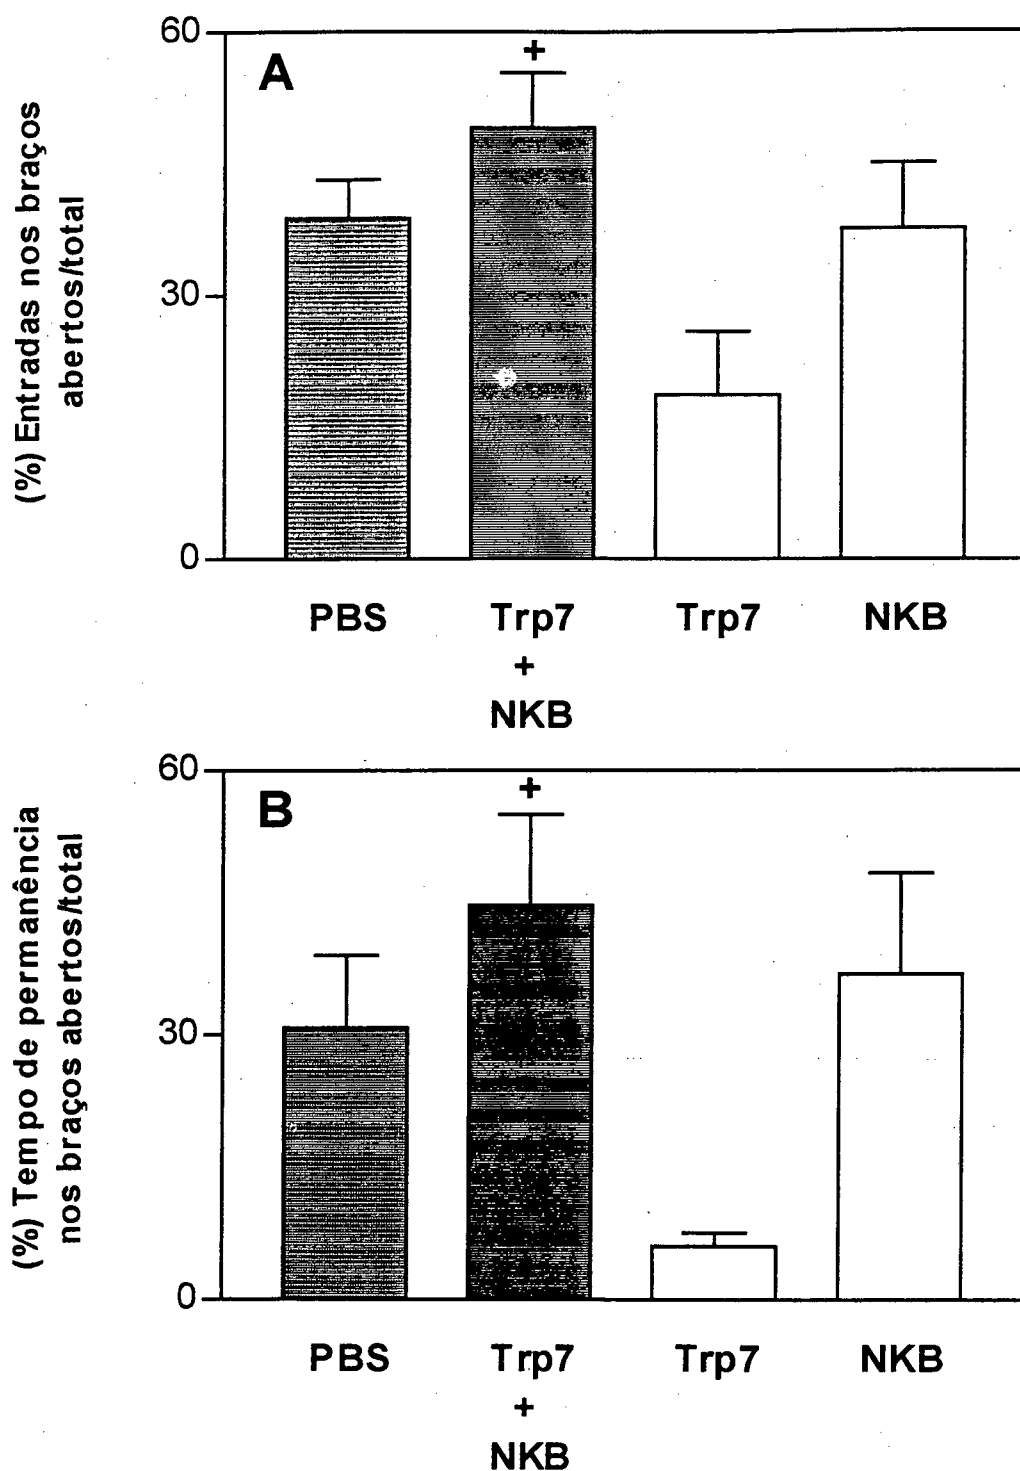 (%) Entradas nos braços
abertos/total
60
30
0
A
+
PBS
Trp7
+
NKB
Trp7
NKB
(%) Tempo de permanência
nos braços abertos/total
60
30
0
B
+
PBS
Trp7
+
NKB
Trp7
NKB